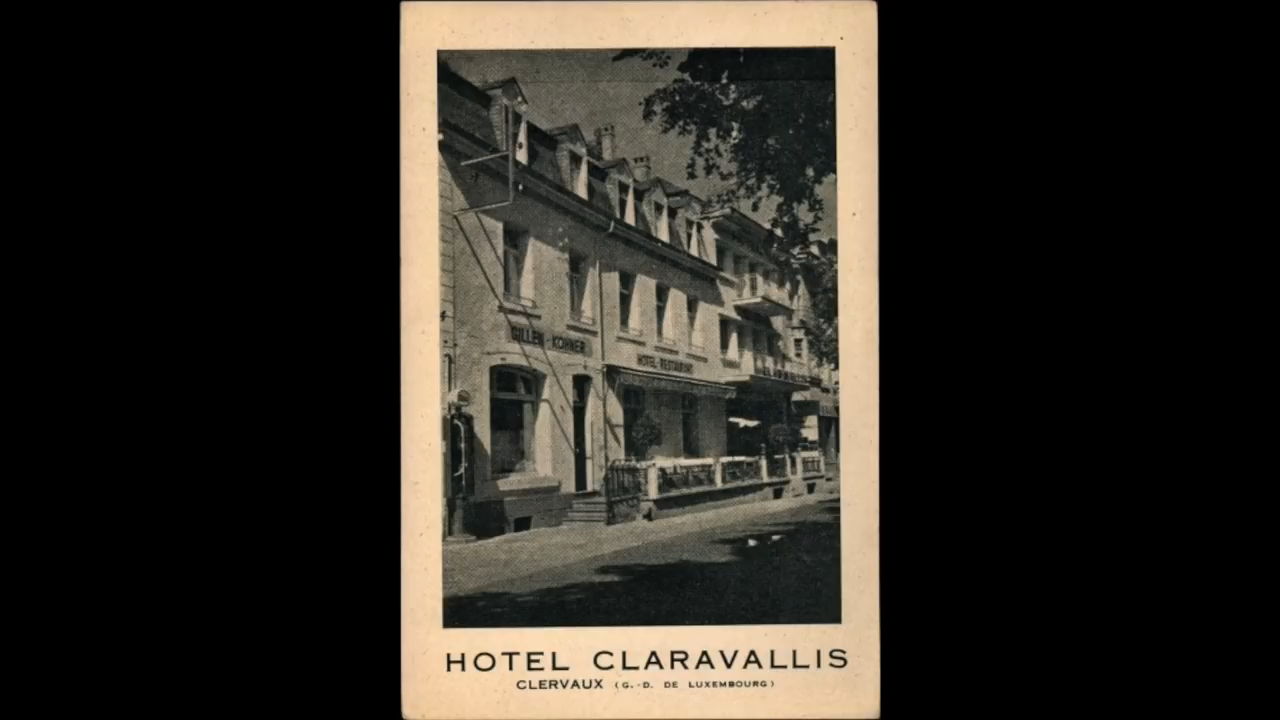 GILLEN - KOHNER
HOTEL-RESTAURANT
HOTEL CLARAVALLIS
CLERVAUX (G.-D. DE LUXEMBOURG)